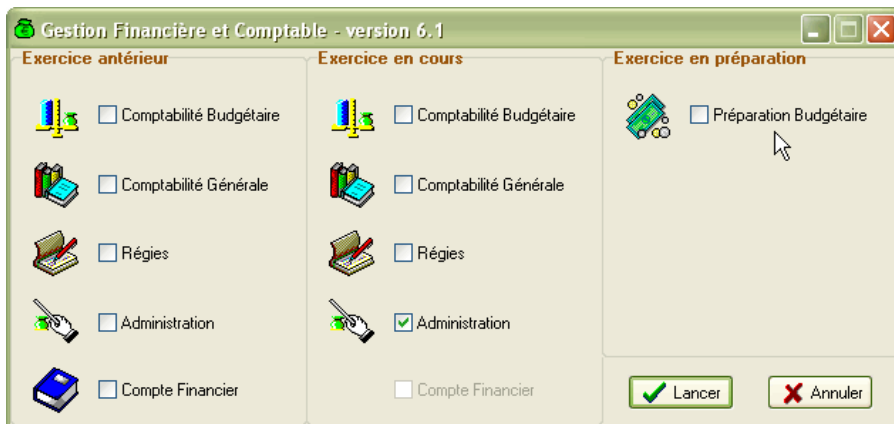 Gestion Financière et Comptable - version 6.1
Exercice antérieur
Comptabilité Budgétaire
Comptabilité Générale
Régies
Administration
Compte Financier
Exercice en cours
Comptabilité Budgétaire
Comptabilité Générale
Régies
Administration
Compte Financier
Exercice en préparation
Préparation Budgétaire
Lancer
Annuler